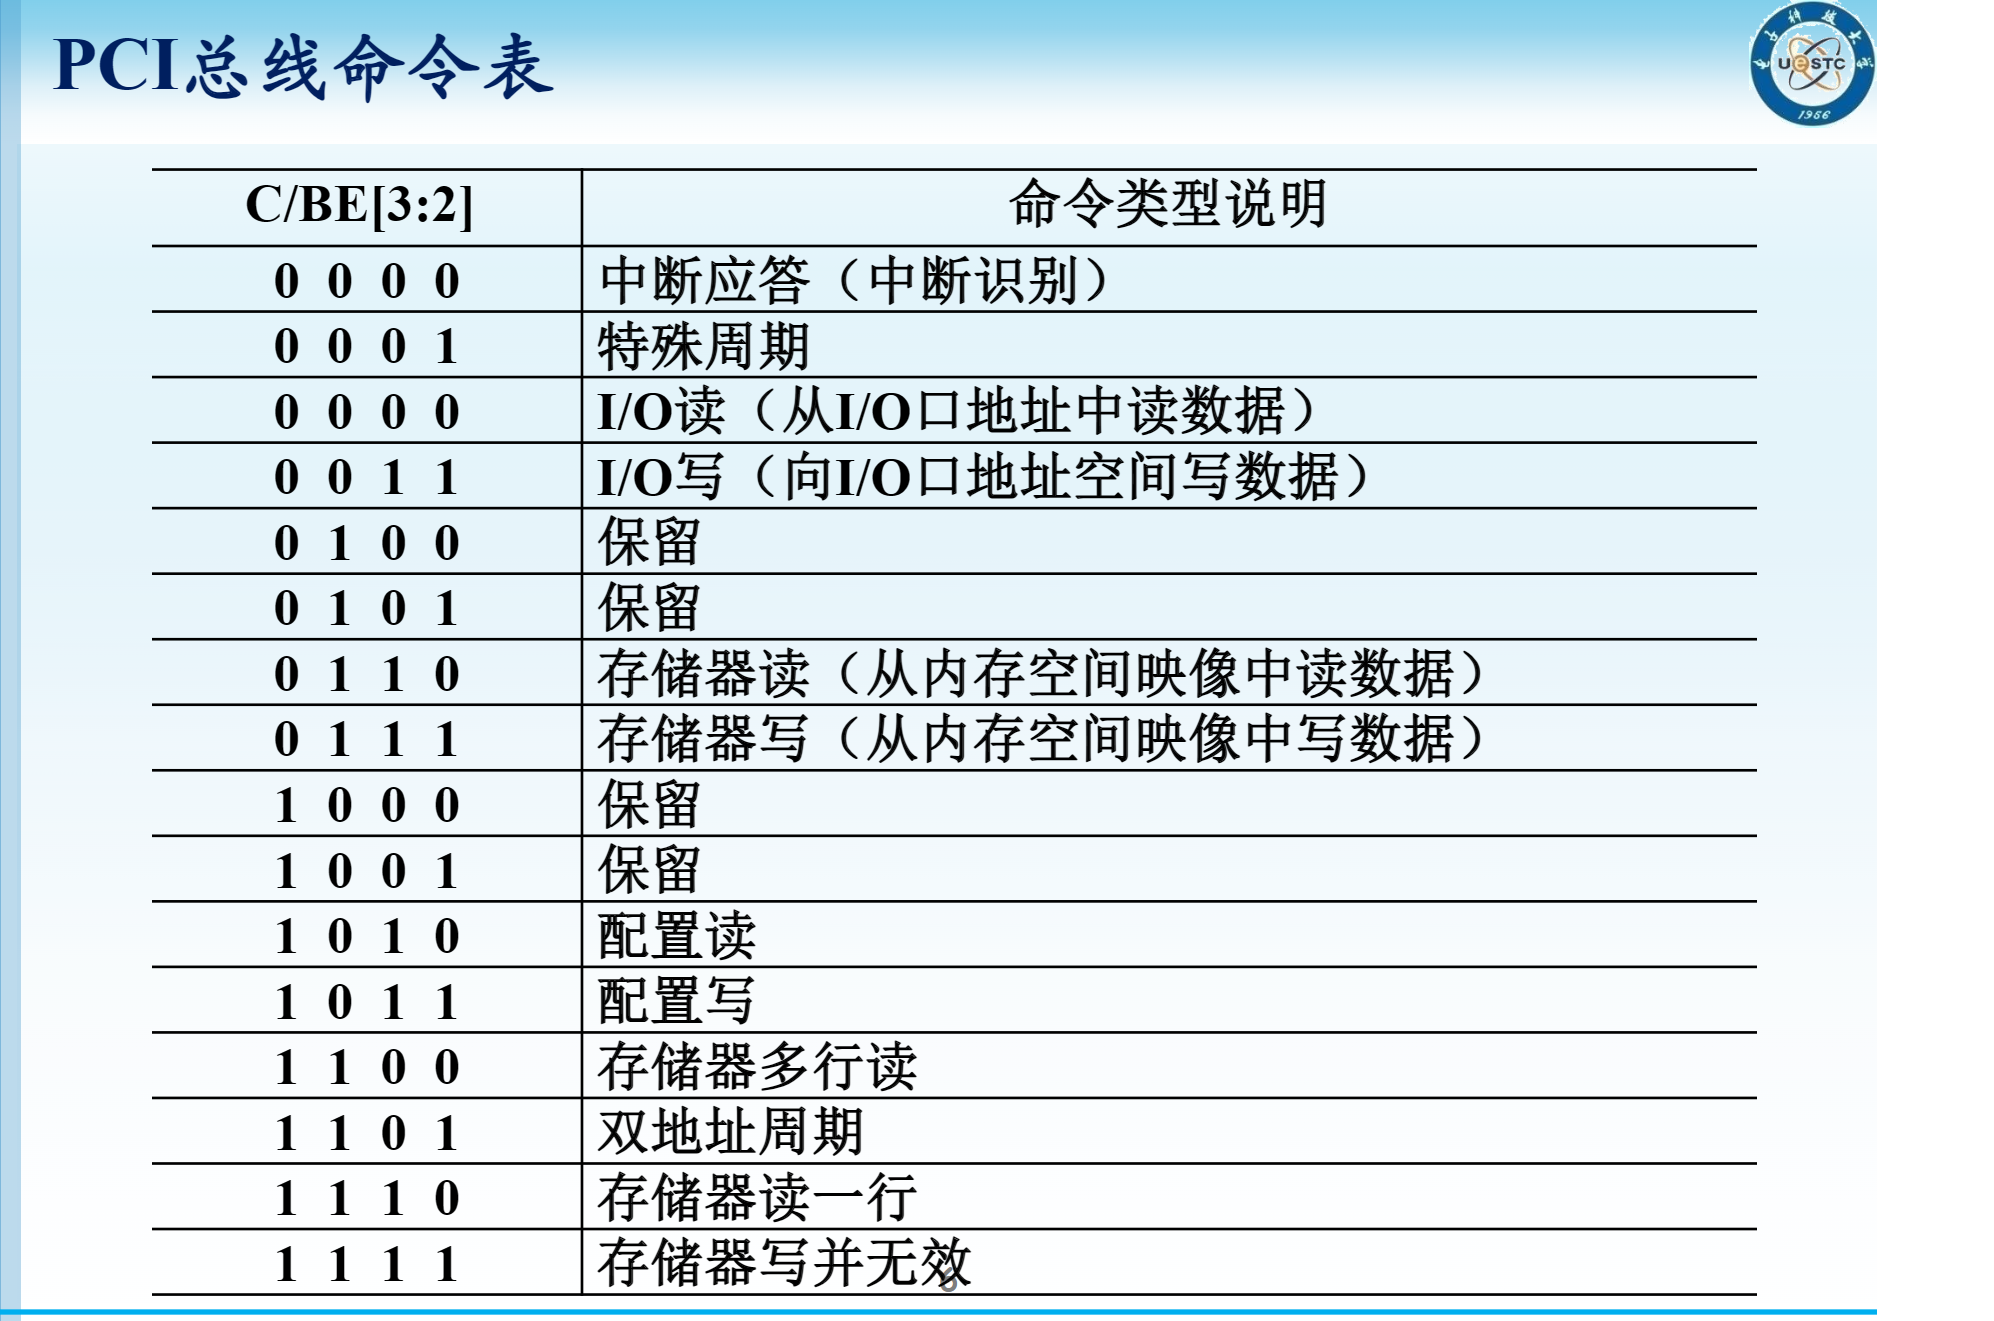 PCI总线命令表
UESTC
1956
C/BE[3:2] 命令类型说明
0 0 0 0 中断应答（中断识别）
0 0 0 1 特殊周期
0 0 0 0 I/O读（从I/O口地址中读数据）
0 0 1 1 I/O写（向I/O口地址空间写数据）
0 1 0 0 保留
0 1 0 1 保留
0 1 1 0 存储器读（从内存空间映像中读数据）
0 1 1 1 存储器写（从内存空间映像中写数据）
1 0 0 0 保留
1 0 0 1 保留
1 0 1 0 配置读
1 0 1 1 配置写
1 1 0 0 存储器多行读
1 1 0 1 双地址周期
1 1 1 0 存储器读一行
1 1 1 1 存储器写并无效